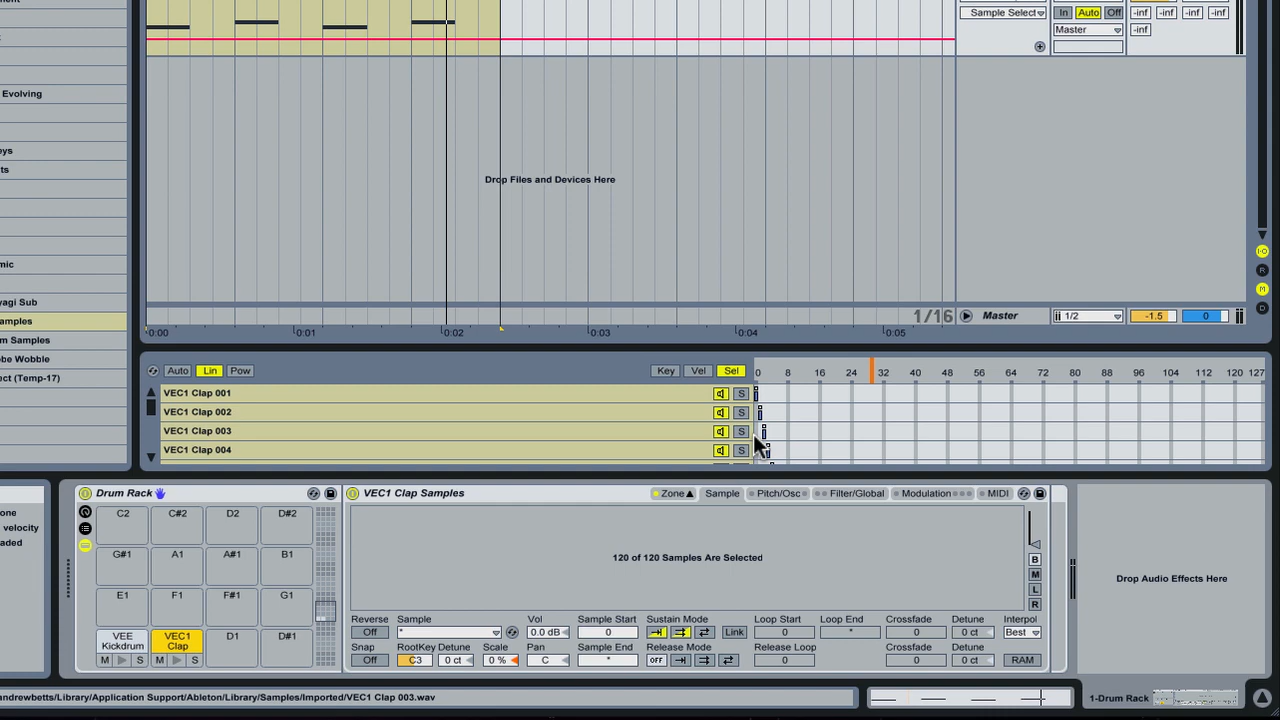 Sample Select
In Auto Off
-inf -inf -inf -inf
Master
-inf
Evolving
eys
ts
mic
yagi Sub
amples
m Samples
be Wobble
ect (Temp-17)
Drop Files and Devices Here
I·O
R
M
D
1/16
Master
1/2
-1.5
0
0:00 0:01 0:02 0:03 0:04 0:05
Auto Lin Pow
Key Vel Sel
0 8 16 24 32 40 48 56 64 72 80 88 96 104 112 120 127
VEC1 Clap 001 S
VEC1 Clap 002 S
VEC1 Clap 003 S
VEC1 Clap 004 S
one
velocity
aded
Drum Rack
C2 C#2 D2 D#2
G#1 A1 A#1 B1
E1 F1 F#1 G1
VEE Kickdrum
VEC1 Clap
D1 D#1
M S M S
VEC1 Clap Samples
Zone Sample Pitch/Osc Filter/Global Modulation MIDI
120 of 120 Samples Are Selected
B
M
L
R
Reverse Sample Vol Sample Start Sustain Mode Loop Start Loop End Crossfade Detune Interpol
Off * 0.0 dB 0 Link 0 * 0 0 ct Best
Snap RootKey Detune Scale Pan Sample End Release Mode Release Loop Crossfade Detune
Off C3 0 ct 0 % C * OFF 0 0 0 ct RAM
Drop Audio Effects Here
andrewbetts/Library/Application Support/Ableton/Library/Samples/Imported/VEC1 Clap 003.wav
1-Drum Rack